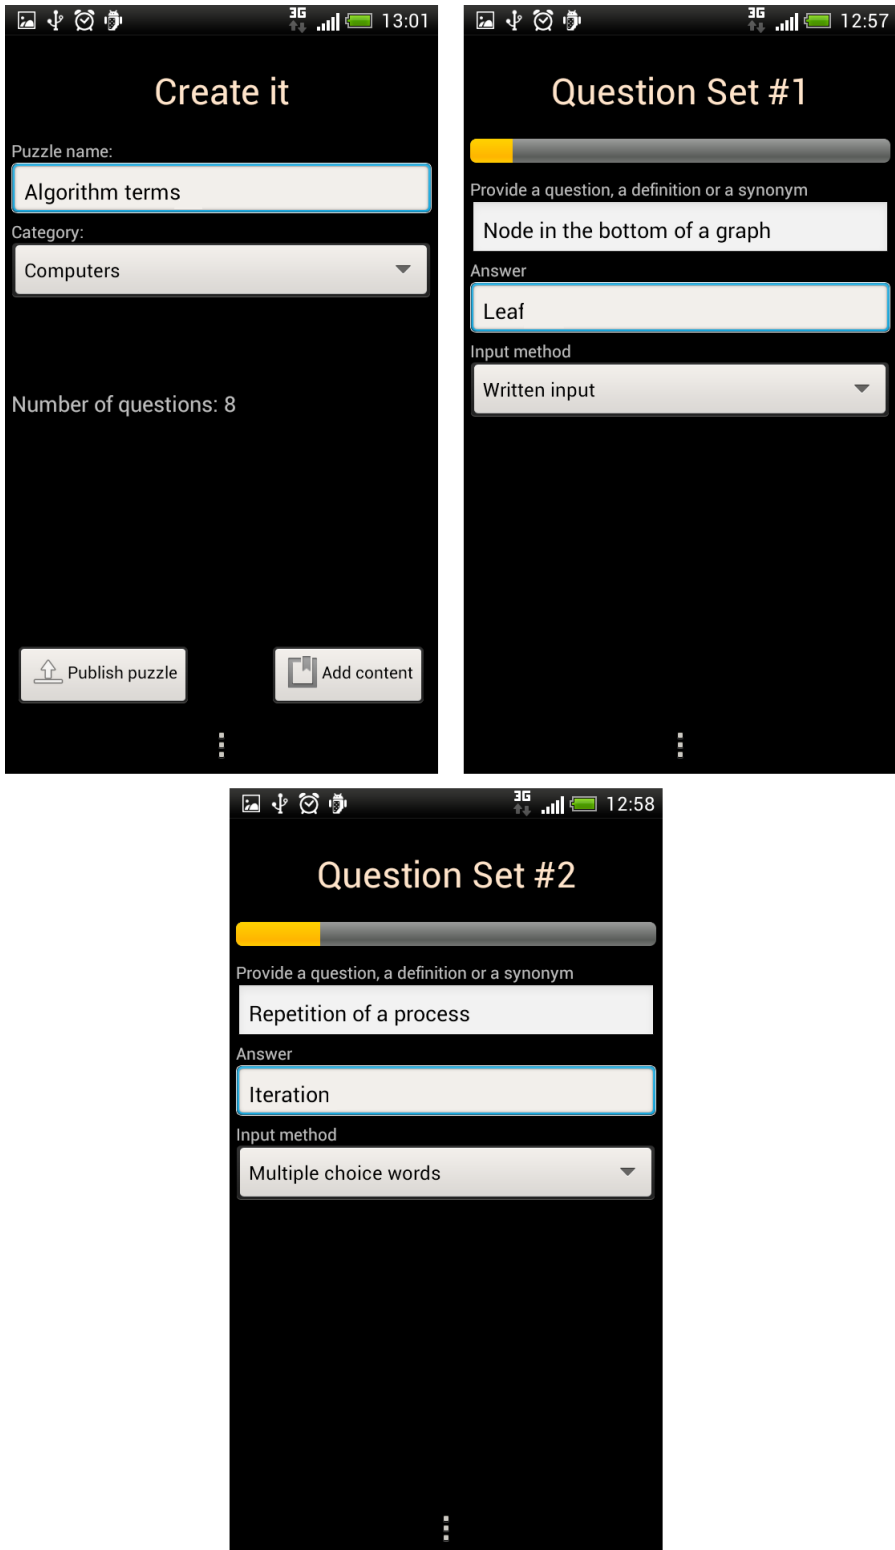 3G 13:01
Create it
Puzzle name:
Algorithm terms
Category:
Computers
Number of questions: 8
Publish puzzle
Add content
3G 12:57
Question Set #1
Provide a question, a definition or a synonym
Node in the bottom of a graph
Answer
Leaf
Input method
Written input
3G 12:58
Question Set #2
Provide a question, a definition or a synonym
Repetition of a process
Answer
Iteration
Input method
Multiple choice words